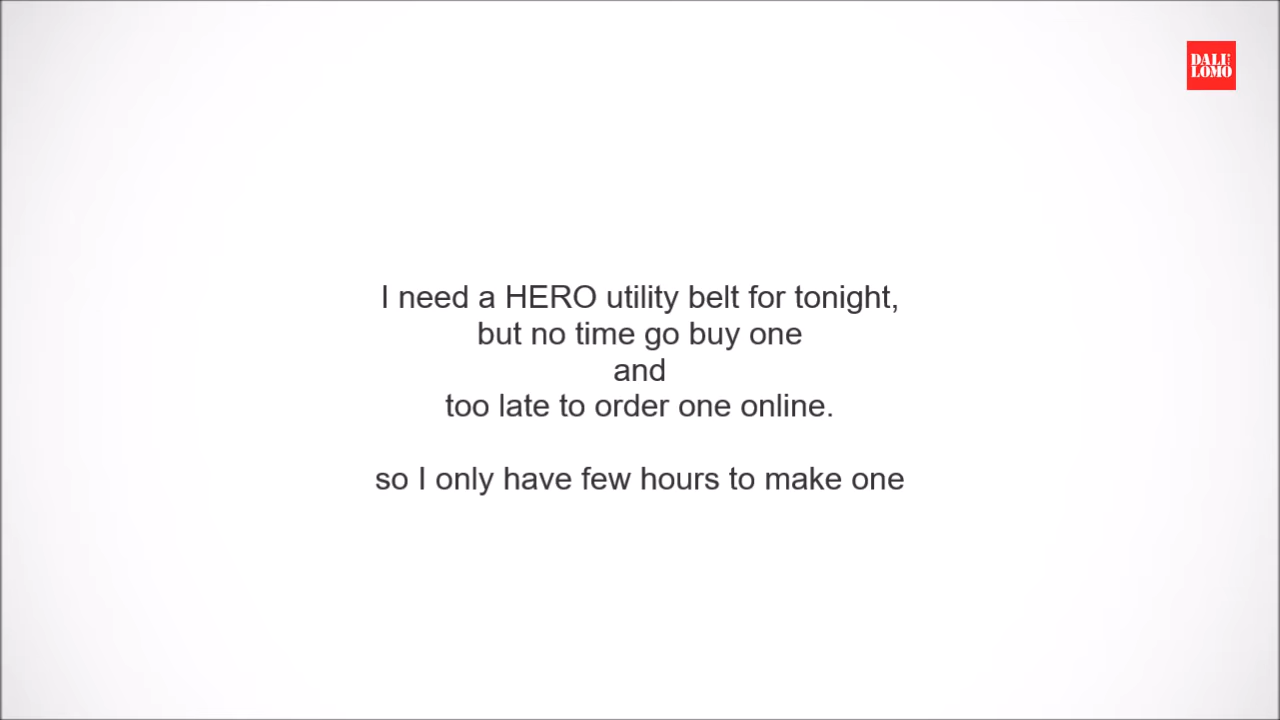 DALI
LOMO
I need a HERO utility belt for tonight,
but no time go buy one
and
too late to order one online.
so I only have few hours to make one